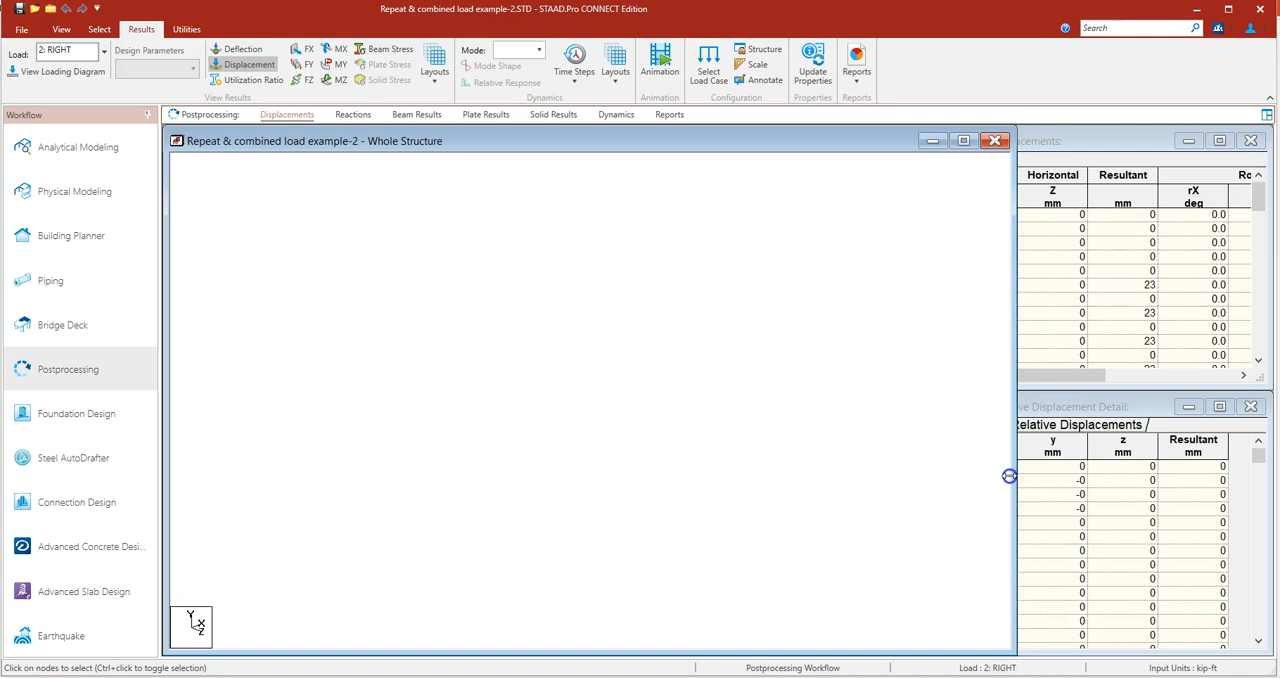 Repeat & combined load example-2.STD - STAAD.Pro CONNECT Edition
File View Select Results Utilities Search
Load: 2: RIGHT Design Parameters Deflection FX MX Beam Stress Mode:
View Loading Diagram Displacement FY MY Plate Stress Layouts Mode Shape Time Steps Layouts Animation Select Load Case Structure Scale Update Properties Reports
Utilization Ratio FZ MZ Solid Stress Relative Response Annotate
View Results Dynamics Animation Configuration Properties Reports
Workflow Postprocessing: Displacements Reactions Beam Results Plate Results Solid Results Dynamics Reports
Repeat & combined load example-2 - Whole Structure
Analytical Modeling
Physical Modeling
Building Planner
Piping
Bridge Deck
Postprocessing
Foundation Design
Steel AutoDrafter
Connection Design
Advanced Concrete Desi...
Advanced Slab Design
Earthquake
Y
X
Z
cements:
Horizontal Resultant Ro
Z rX
mm mm deg
0 0 0.0
0 0 0.0
0 0 0.0
0 0 0.0
0 0 0.0
0 23 0.0
0 0 0.0
0 23 0.0
0 0 0.0
0 23 0.0
0 0 0.0
ve Displacement Detail:
Relative Displacements
y z Resultant
mm mm mm
0 0 0
-0 0 0
-0 0 0
-0 0 0
0 0 0
0 0 0
0 0 0
0 0 0
0 0 0
0 0 0
0 0 0
0 0 0
0 0 0
Click on nodes to select (Ctrl+click to toggle selection) Postprocessing Workflow Load : 2: RIGHT Input Units : kip-ft